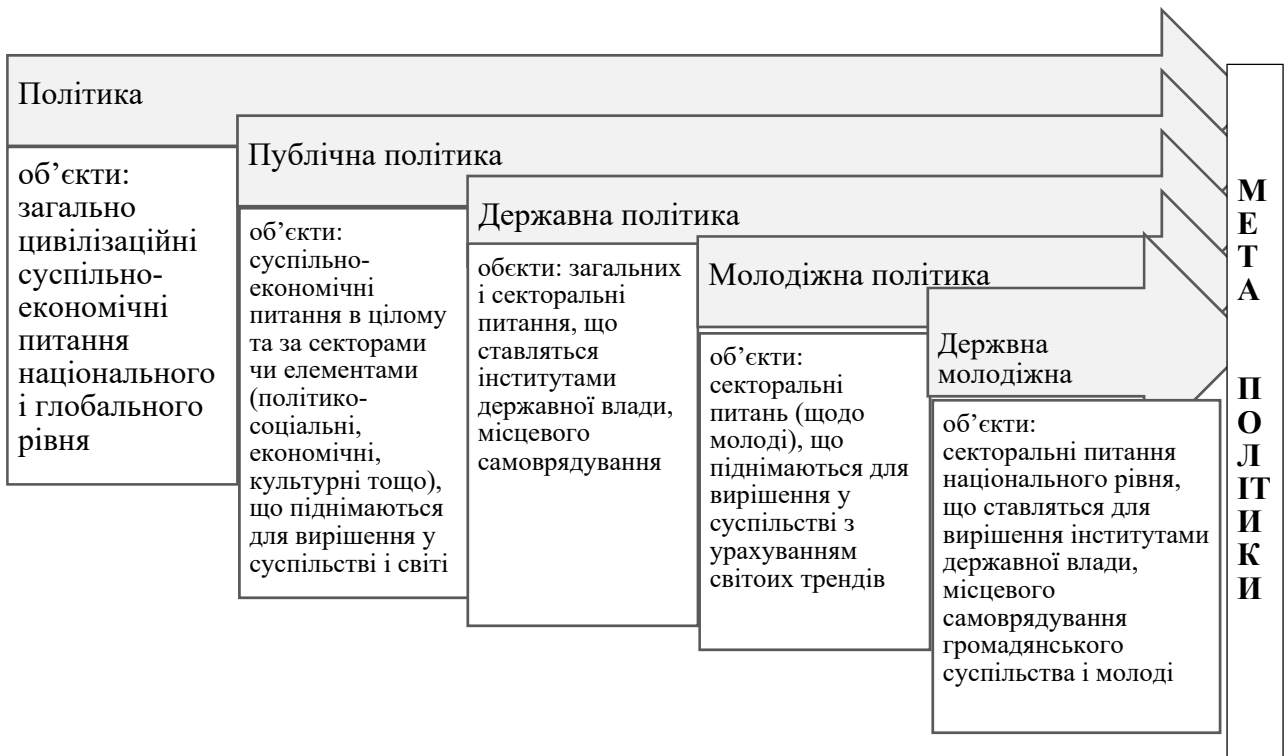 Політика
об’єкти:
загально
цивілізаційні
суспільно-
економічні
питання
національного
і глобального
рівня
Публічна політика
об’єкти:
суспільно-
економічні
питання в цілому
та за секторами
чи елементами
(політико-
соціальні,
економічні,
культурні тощо),
що піднімаються
для вирішення у
суспільстві і світі
Державна політика
обєкти: загальних
і секторальні
питання, що
ставляться
інститутами
державної влади,
місцевого
самоврядування
Молодіжна політика
об’єкти:
секторальні
питань (щодо
молоді), що
піднімаються для
вирішення у
суспільстві з
урахуванням
світоих трендів
Держвна
молодіжна
об’єкти:
секторальні питання
національного рівня,
що ставляться для
вирішення інститутами
державної влади,
місцевого
самоврядування
громадянського
суспільства і молоді
М
Е
Т
А
П
О
Л
ІТ
И
К
И